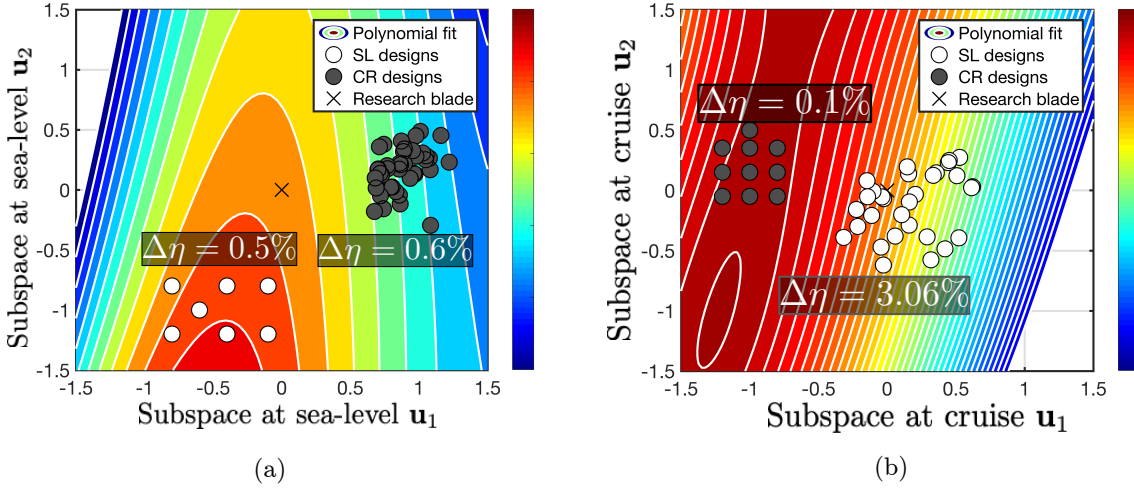 1.5
1
0.5
0
-0.5
-1
-1.5
-1.5
-1
-0.5
0
0.5
1
1.5
Subspace at sea-level u₂
Subspace at sea-level u₁
Polynomial fit
SL designs
CR designs
Research blade
Δη = 0.5%
Δη = 0.6%
(a)
1.5
1
0.5
0
-0.5
-1
-1.5
-1.5
-1
-0.5
0
0.5
1
1.5
Subspace at cruise u₂
Subspace at cruise u₁
Polynomial fit
SL designs
CR designs
Research blade
Δη = 0.1%
Δη = 3.06%
(b)